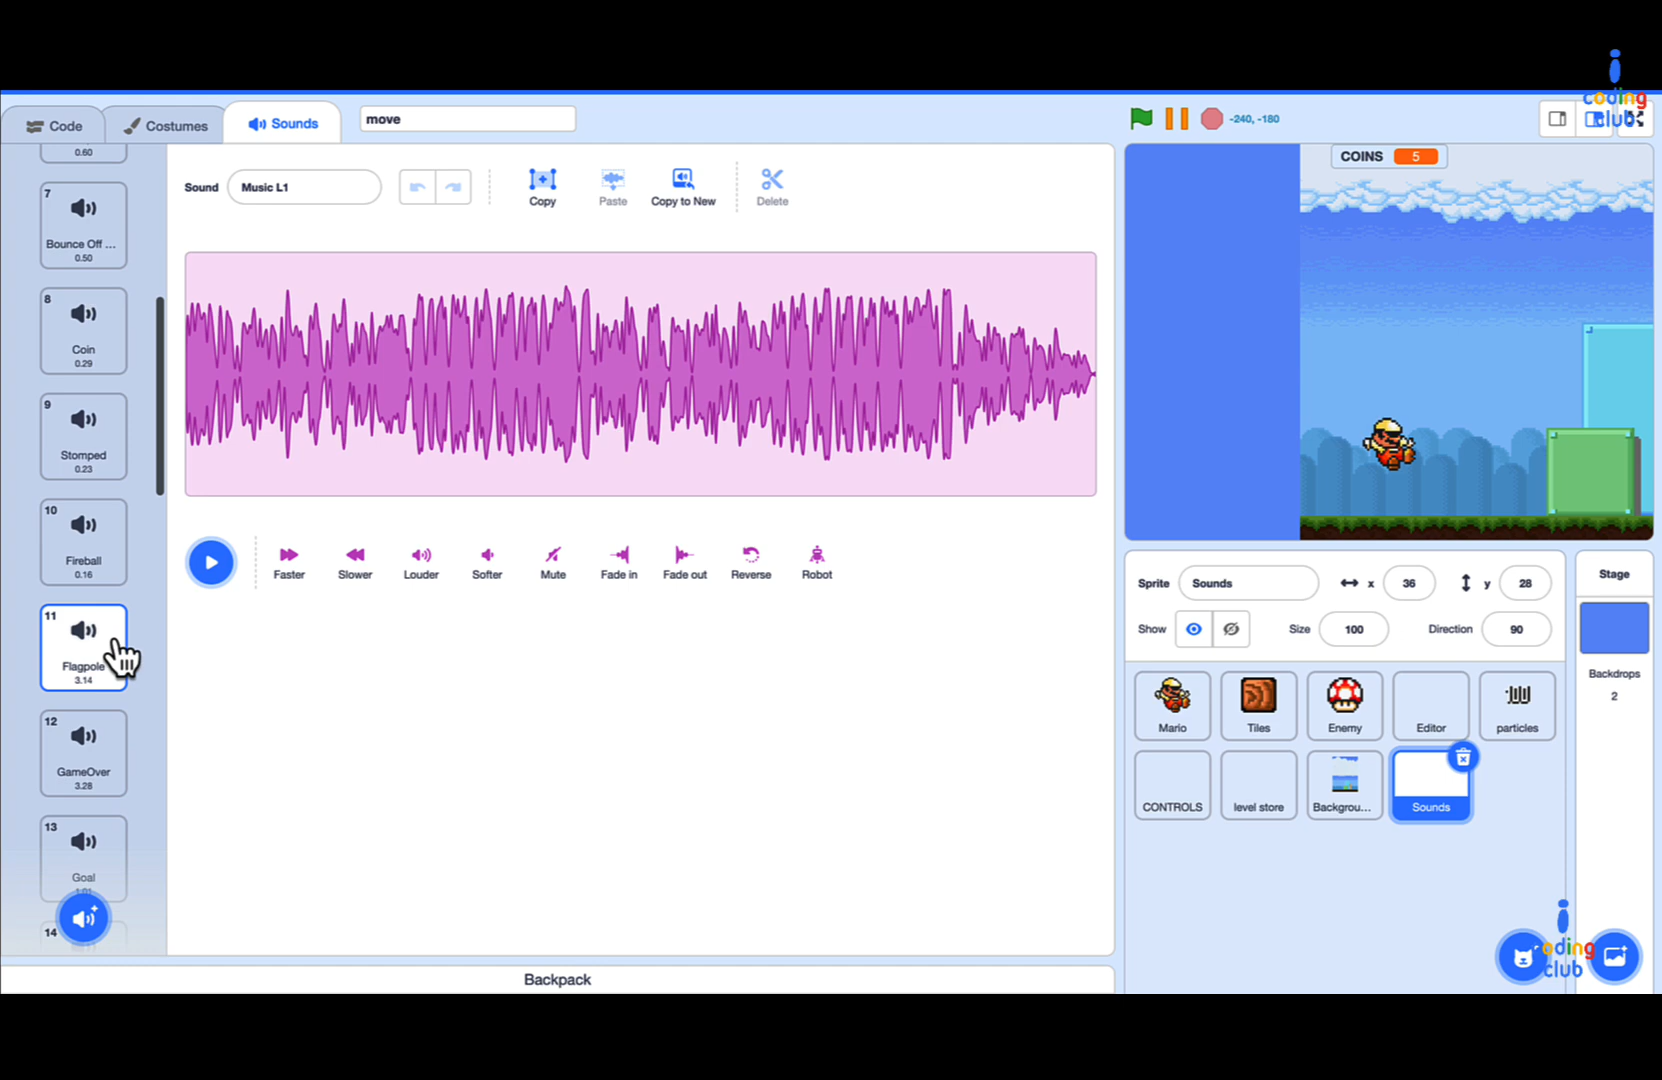 Code
Costumes
Sounds
move
-240, -180
coding
club
0.60
7
Bounce Off ...
0.50
8
Coin
0.29
9
Stomped
0.23
10
Fireball
0.16
11
Flagpole
3.14
12
GameOver
3.28
13
Goal
14
Sound
Music L1
Copy
Paste
Copy to New
Delete
Faster
Slower
Louder
Softer
Mute
Fade in
Fade out
Reverse
Robot
COINS 5
Sprite
Sounds
x
36
y
28
Show
Size
100
Direction
90
Mario
Tiles
Enemy
Editor
particles
CONTROLS
level store
Backgrou...
Sounds
Stage
Backdrops
2
oding
club
Backpack